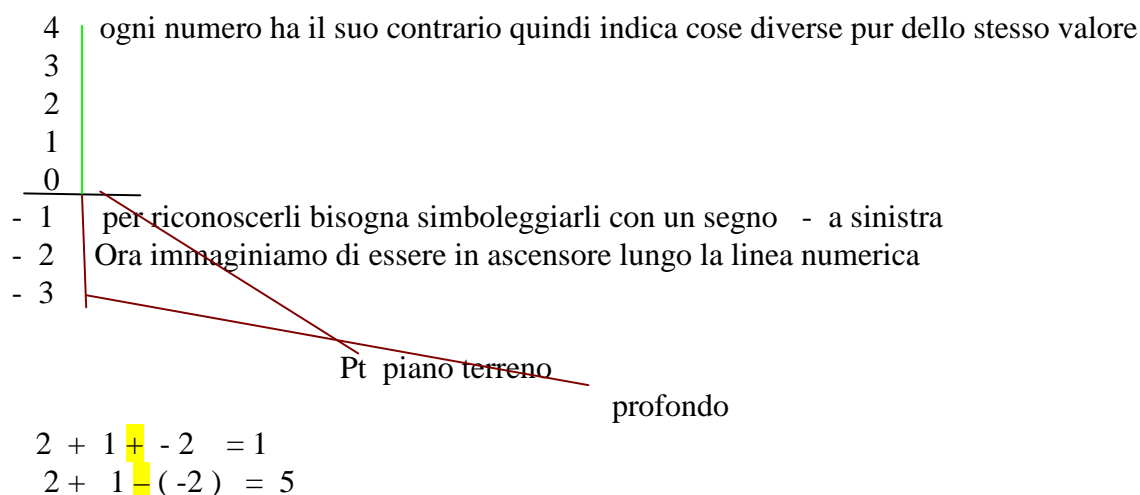 4 ogni numero ha il suo contrario quindi indica cose diverse pur dello stesso valore
3
2
1
0
- 1 per riconoscerli bisogna simboleggiarli con un segno - a sinistra
- 2 Ora immaginiamo di essere in ascensore lungo la linea numerica
- 3
Pt piano terreno
profondo
2 + 1 + - 2 = 1
2 + 1 – ( -2 ) = 5